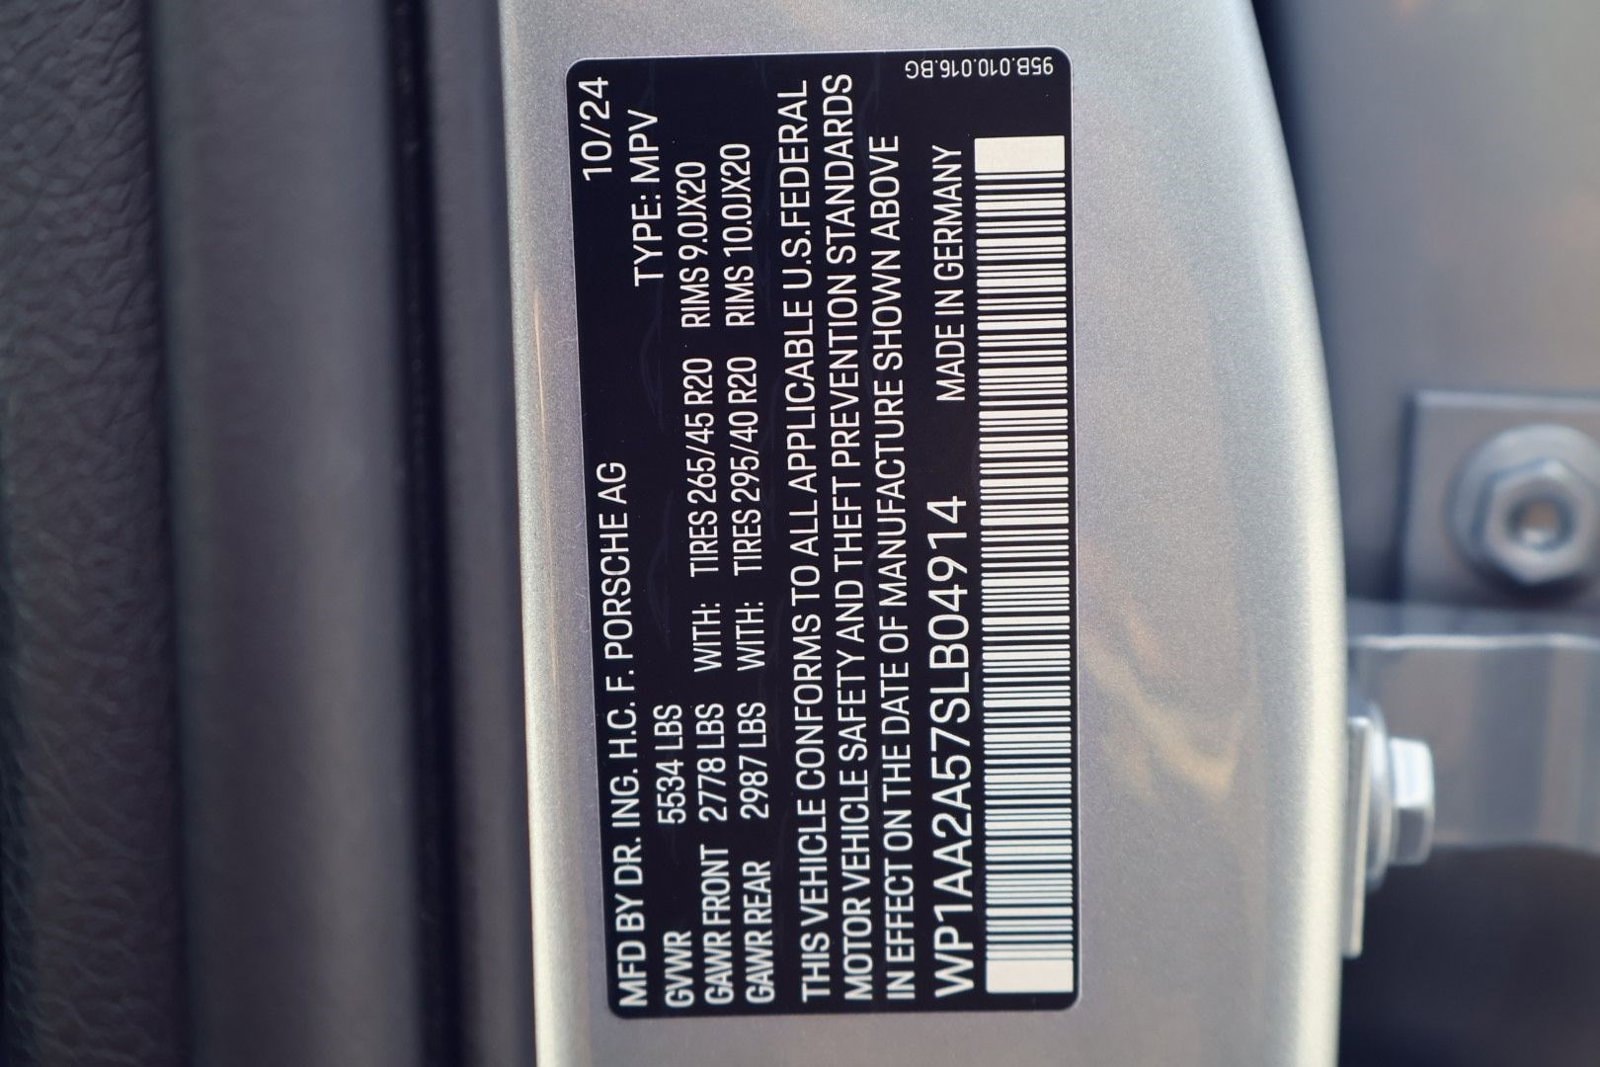 MFD BY DR. ING. H.C. F. PORSCHE AG 10/24
GVWR 5534 LBS TYPE: MPV
GAWR FRONT 2778 LBS WITH: TIRES 265/45 R20 RIMS 9.0JX20
GAWR REAR 2987 LBS WITH: TIRES 295/40 R20 RIMS 10.0JX20
THIS VEHICLE CONFORMS TO ALL APPLICABLE U.S.FEDERAL
MOTOR VEHICLE SAFETY AND THEFT PREVENTION STANDARDS
IN EFFECT ON THE DATE OF MANUFACTURE SHOWN ABOVE
WP1AA2A57SLB04914 MADE IN GERMANY
95B.010.016.BG